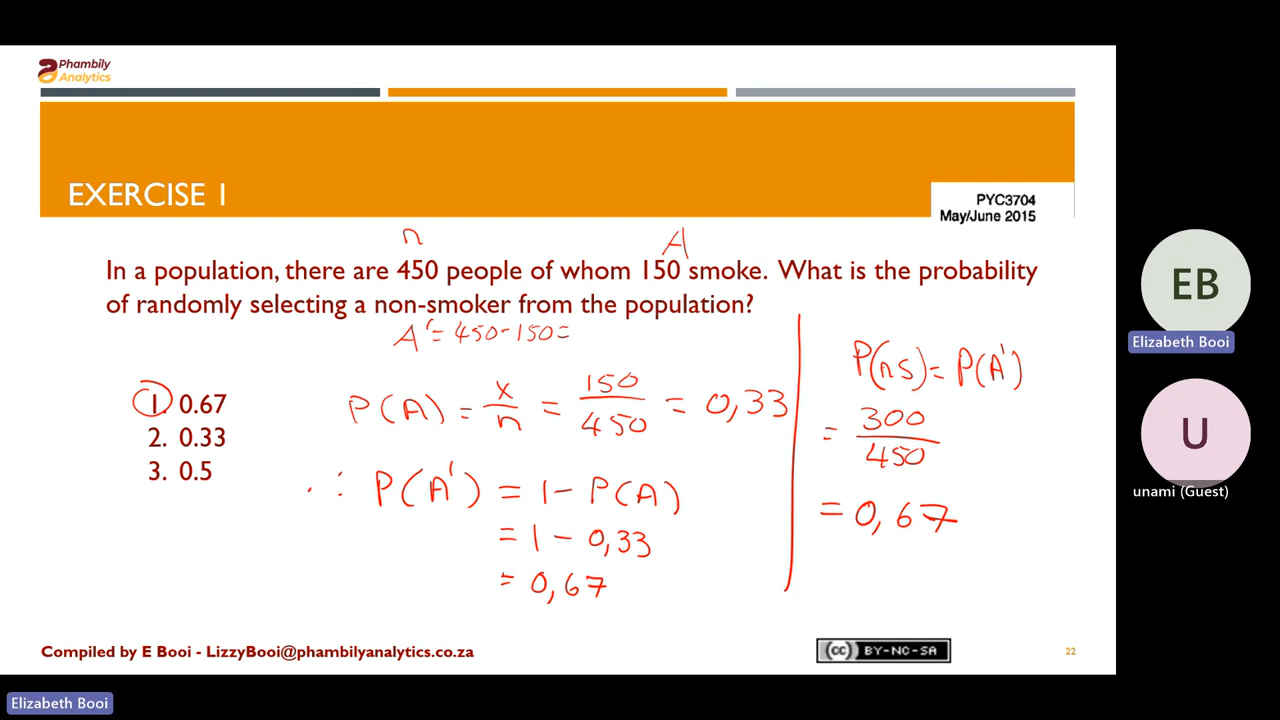 Phambily
Analytics
EXERCISE 1
PYC3704
May/June 2015
n
A
In a population, there are 450 people of whom 150 smoke. What is the probability
of randomly selecting a non-smoker from the population?
A' = 450-150=
1. 0.67
2. 0.33
3. 0.5
P(A) = x/n = 150/450 = 0,33
∴ P(A') = 1 - P(A)
= 1 - 0,33
= 0,67
P(ns) = P(A')
= 300/450
= 0,67
Compiled by E Booi - LizzyBooi@phambilyanalytics.co.za
(cc) BY-NC-SA
22
EB
Elizabeth Booi
U
unami (Guest)
Elizabeth Booi